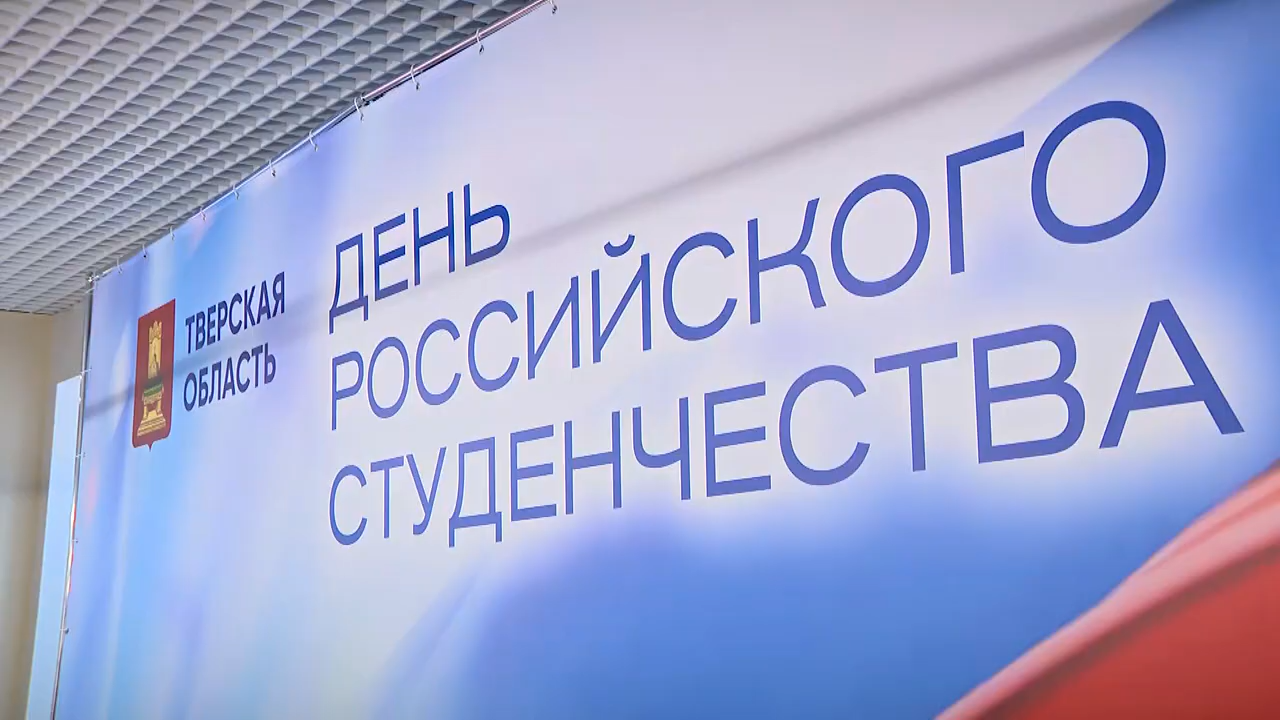 ТВЕРСКАЯ
ОБЛАСТЬ
ДЕНЬ
РОССИЙСКОГО
СТУДЕНЧЕСТВА